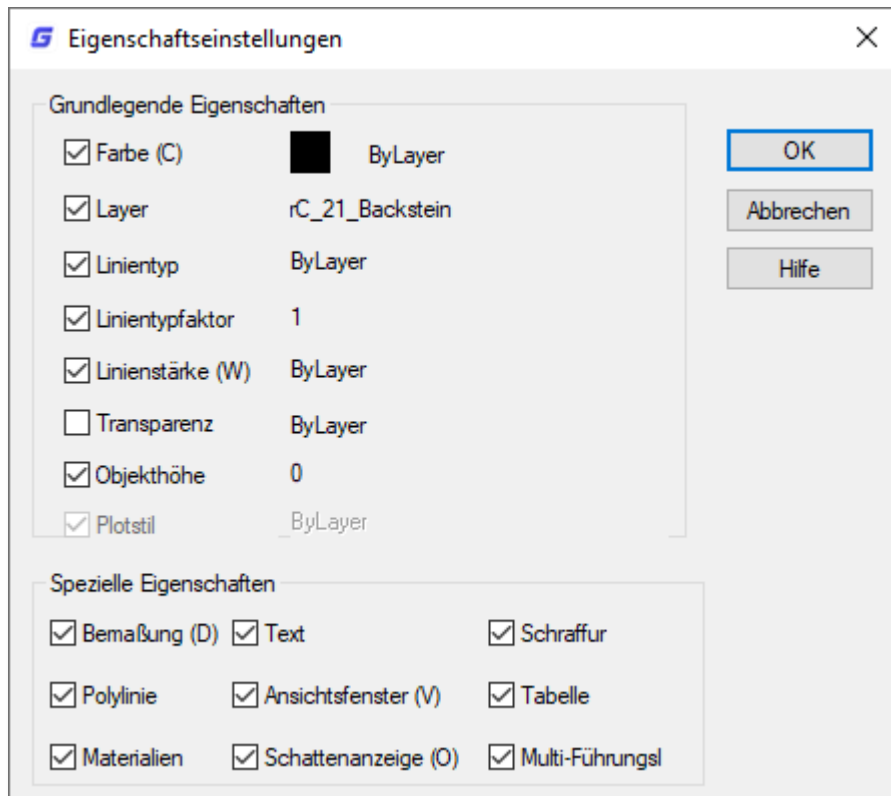 Eigenschaftseinstellungen
Grundlegende Eigenschaften
Farbe (C) ByLayer
Layer rC_21_Backstein
Linientyp ByLayer
Linientypfaktor 1
Linienstärke (W) ByLayer
Transparenz ByLayer
Objekthöhe 0
Plotstil ByLayer
OK
Abbrechen
Hilfe
Spezielle Eigenschaften
Bemaßung (D) Text Schraffur
Polylinie Ansichtsfenster (V) Tabelle
Materialien Schattenanzeige (O) Multi-Führungsl